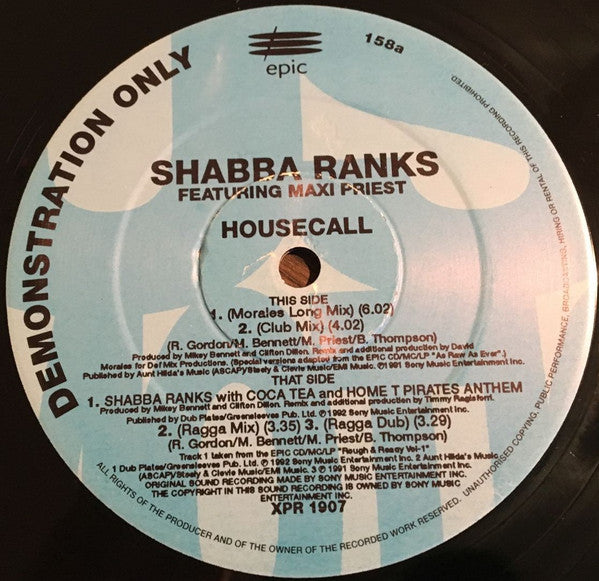 DEMONSTRATION ONLY
epic
158a
SHABBA RANKS
FEATURING MAXI PRIEST
HOUSECALL
THIS SIDE
1. (Morales Long Mix) (6.02)
2. (Club Mix) (4.02)
(R. Gordon/M. Bennett/M. Priest/B. Thompson)
Produced by Mikey Bennett and Clifton Dillon. Remix and additional production by David
Morales for Def Mix Productions. (Special versions adapted from the EPIC CD/MC/LP "As Raw As Ever".)
Published by Aunt Hilda's Music (ASCAP)/Steely & Clevie Music/EMI Music. ℗1991 Sony Music Entertainment Inc.
THAT SIDE
1. SHABBA RANKS with COCA TEA and HOME T PIRATES ANTHEM
Produced by Mikey Bennett and Clifton Dillon. Remix and additional production by Timmy Ragisford.
Published by Dub Plates/Greensleeves Pub. Ltd. ℗ 1992 Sony Music Entertainment Inc.
2. (Ragga Mix) (3.35) 3. (Ragga Dub) (3.29)
(R. Gordon/M. Bennett/M. Priest/B. Thompson)
Track 1 taken from the EPIC CD/MC/LP "Rough & Ready Vol-1"
1 Dub Plates/Greensleeves Pub. Ltd. ℗ 1992 Sony Music Entertainment Inc. 2 Aunt Hilda's Music
(ASCAP)/Steely & Clevie Music/EMI Music. 3 ℗ 1991 Sony Music Entertainment Inc.
ORIGINAL SOUND RECORDING MADE BY SONY MUSIC ENTERTAINMENT INC.
THE COPYRIGHT IN THIS SOUND RECORDING IS OWNED BY SONY MUSIC
ENTERTAINMENT INC.
XPR 1907
ALL RIGHTS OF THE PRODUCER AND OF THE OWNER OF THE RECORDED WORK RESERVED. UNAUTHORISED COPYING, PUBLIC PERFORMANCE, BROADCASTING, HIRING OR RENTAL OF THIS RECORDING PROHIBITED